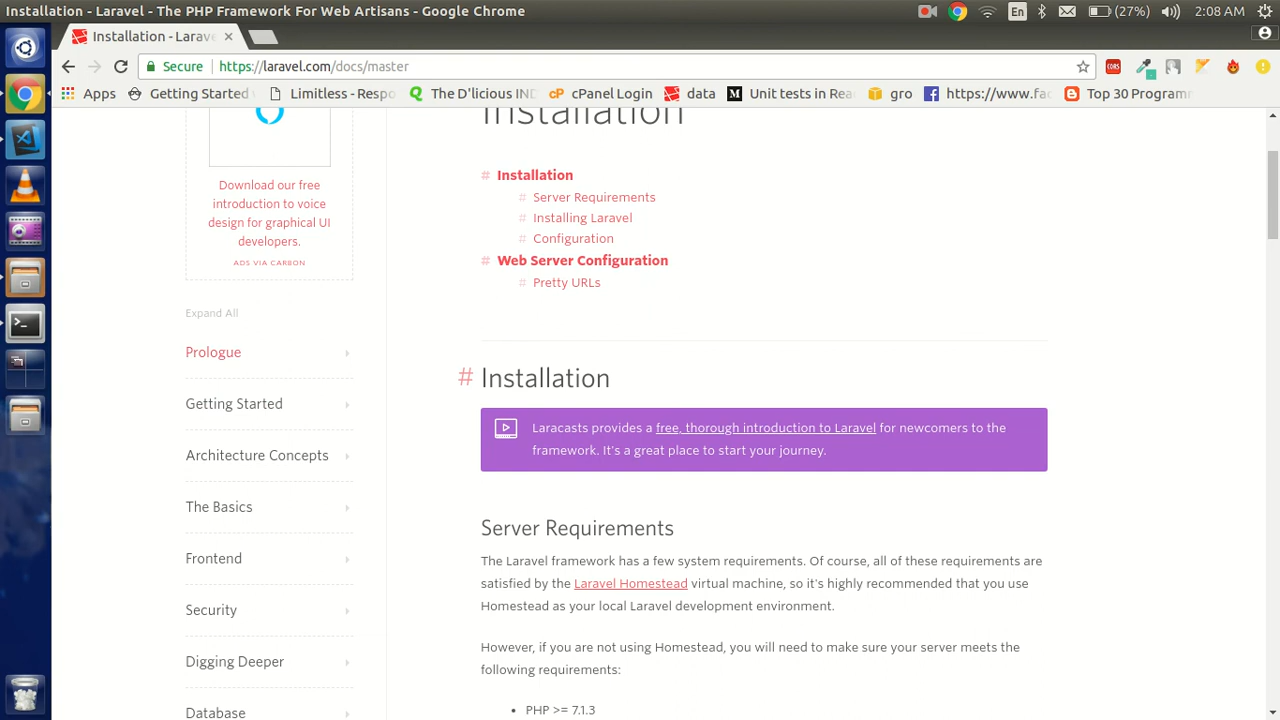 Installation - Laravel - The PHP Framework For Web Artisans - Google Chrome
En
(27%)
2:08 AM
Installation - Larave
Secure
https://laravel.com/docs/master
Apps
Getting Started
Limitless - Respo
The D'licious IND
cPanel Login
data
Unit tests in Rea
gro
https://www.fac
Top 30 Program
CORS
Installation
# Installation
# Server Requirements
# Installing Laravel
# Configuration
# Web Server Configuration
# Pretty URLs
Download our free
introduction to voice
design for graphical UI
developers.
ADS VIA CARBON
Expand All
Prologue
Getting Started
Architecture Concepts
The Basics
Frontend
Security
Digging Deeper
Database
# Installation
Laracasts provides a free, thorough introduction to Laravel for newcomers to the
framework. It's a great place to start your journey.
Server Requirements
The Laravel framework has a few system requirements. Of course, all of these requirements are
satisfied by the Laravel Homestead virtual machine, so it's highly recommended that you use
Homestead as your local Laravel development environment.
However, if you are not using Homestead, you will need to make sure your server meets the
following requirements:
• PHP >= 7.1.3